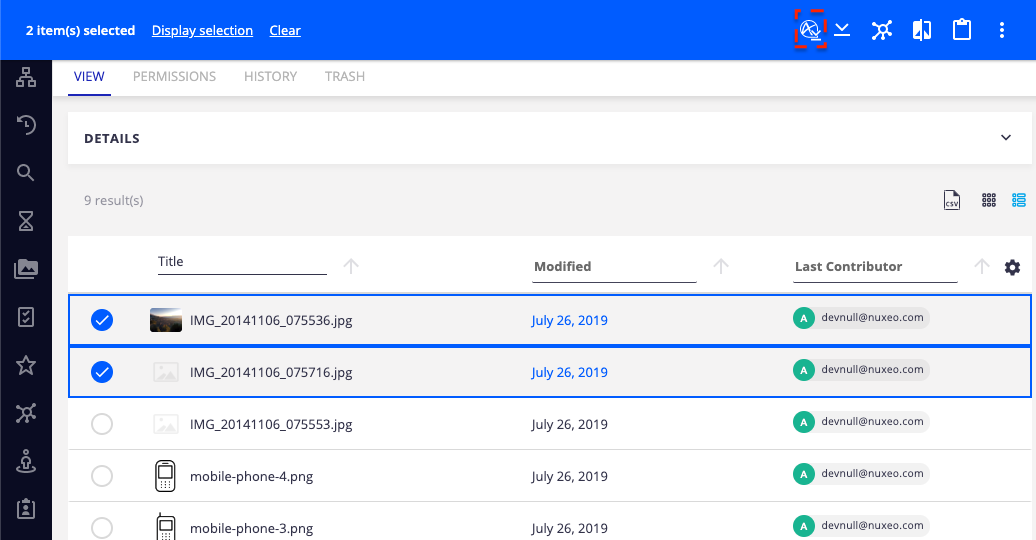 2 item(s) selected Display selection Clear
VIEW PERMISSIONS HISTORY TRASH
DETAILS
9 result(s)
CSV
Title Modified Last Contributor
IMG_20141106_075536.jpg July 26, 2019 A devnull@nuxeo.com
IMG_20141106_075716.jpg July 26, 2019 A devnull@nuxeo.com
IMG_20141106_075553.jpg July 26, 2019 A devnull@nuxeo.com
mobile-phone-4.png July 26, 2019 A devnull@nuxeo.com
mobile-phone-3.png July 26, 2019 A devnull@nuxeo.com